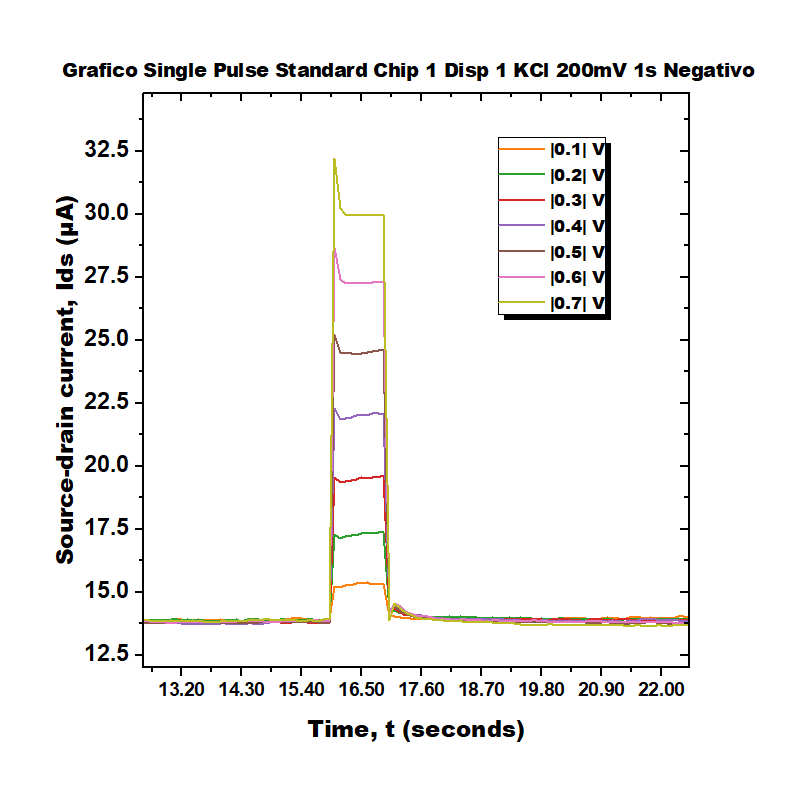 Grafico Single Pulse Standard Chip 1 Disp 1 KCl 200mV 1s Negativo
32.5
30.0
27.5
25.0
22.5
20.0
17.5
15.0
12.5
Source-drain current, Ids (µA)
|0.1| V
|0.2| V
|0.3| V
|0.4| V
|0.5| V
|0.6| V
|0.7| V
13.20 14.30 15.40 16.50 17.60 18.70 19.80 20.90 22.00
Time, t (seconds)